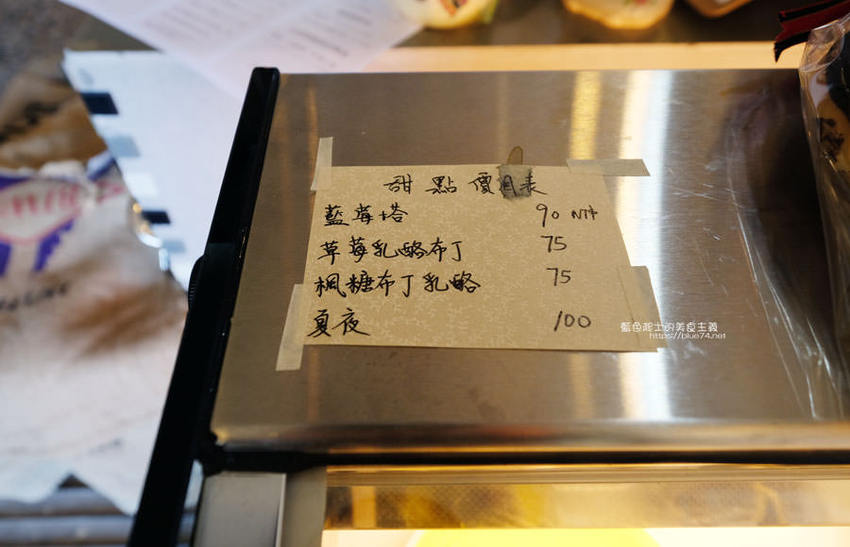 甜點價目表
藍莓塔 90 NT
草莓乳酪布丁 75
楓糖布丁乳酪 75
夏夜 100
藍色起士的美食主義
https://blue74.net